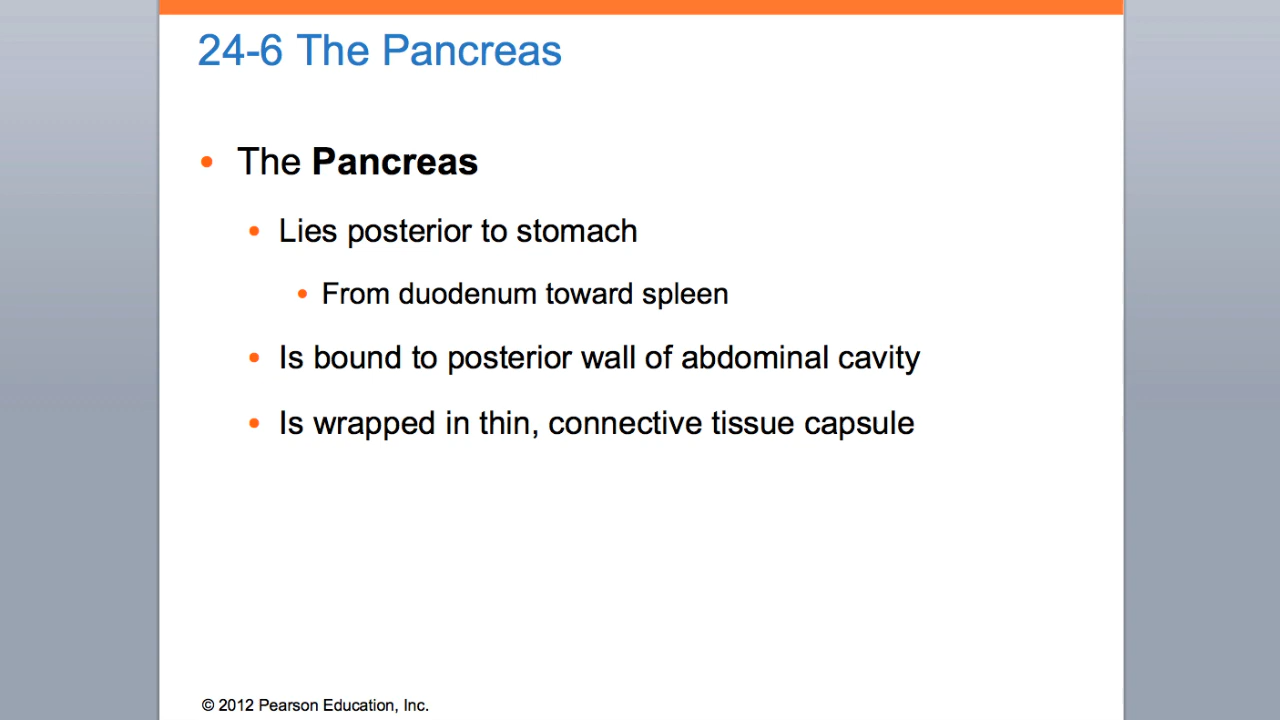 24-6 The Pancreas
• The Pancreas
• Lies posterior to stomach
• From duodenum toward spleen
• Is bound to posterior wall of abdominal cavity
• Is wrapped in thin, connective tissue capsule
© 2012 Pearson Education, Inc.